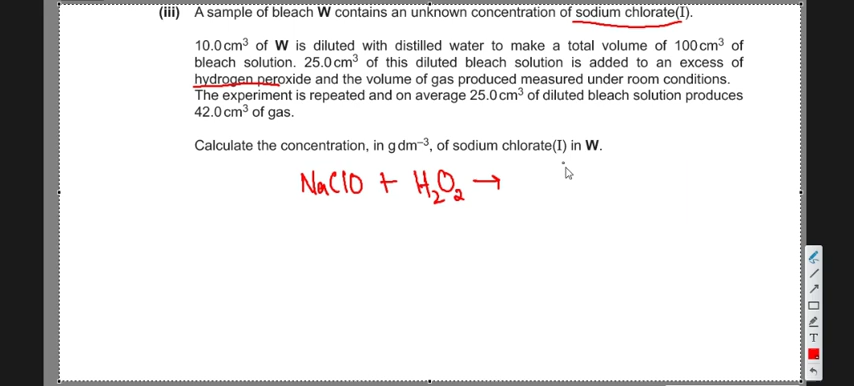 (iii) A sample of bleach W contains an unknown concentration of sodium chlorate(I).
10.0 cm³ of W is diluted with distilled water to make a total volume of 100 cm³ of
bleach solution. 25.0 cm³ of this diluted bleach solution is added to an excess of
hydrogen peroxide and the volume of gas produced measured under room conditions.
The experiment is repeated and on average 25.0 cm³ of diluted bleach solution produces
42.0 cm³ of gas.
Calculate the concentration, in g dm⁻³, of sodium chlorate(I) in W.
NaClO + H₂O₂ →
T